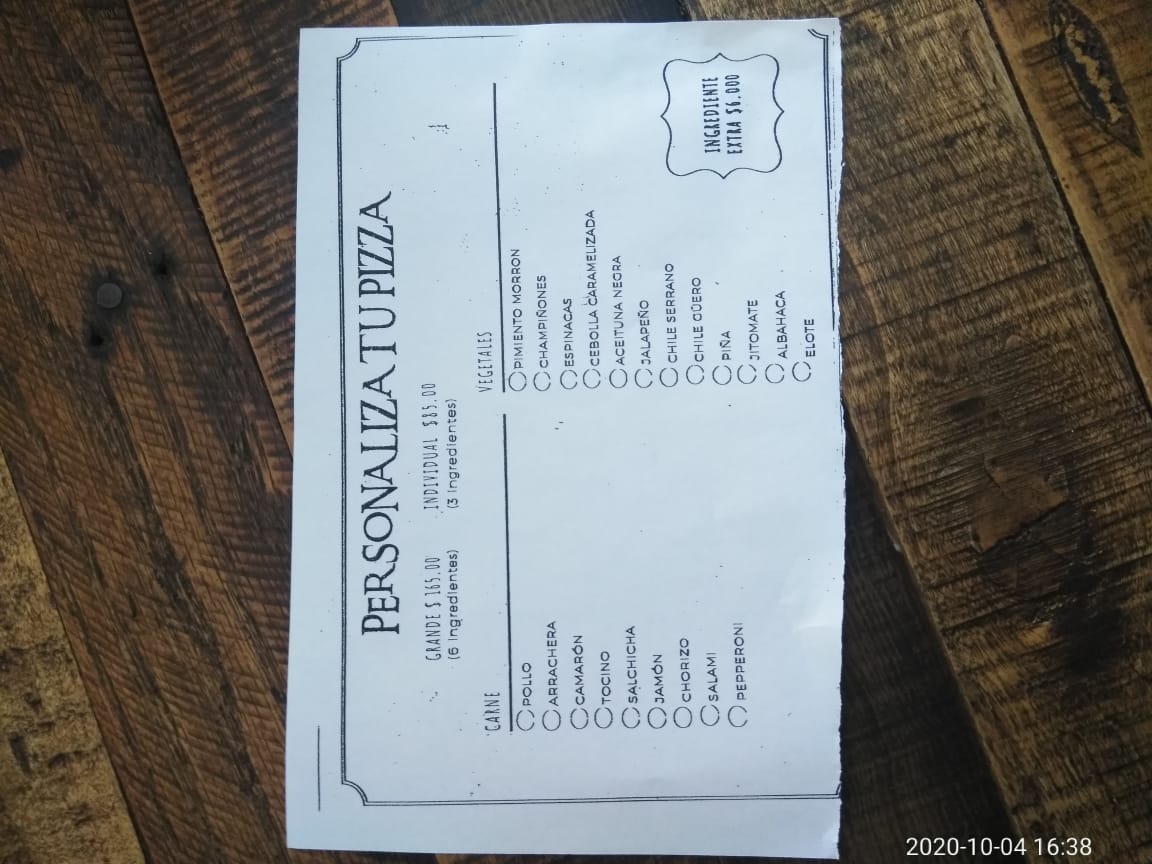 PERSONALIZA TU PIZZA
GRANDE $ 165.00 INDIVIDUAL $85.00
(6 Ingredientes) (3 Ingredientes)
CARNE
POLLO
ARRACHERA
CAMARÓN
TOCINO
SALCHICHA
JAMÓN
CHORIZO
SALAMI
PEPPERONI
VEGETALES
PIMIENTO MORRON
CHAMPIÑONES
ESPINACAS
CEBOLLA CARAMELIZADA
ACEITUNA NEGRA
JALAPEÑO
CHILE SERRANO
CHILE GÜERO
PIÑA
JITOMATE
ALBAHACA
ELOTE
INGREDIENTE
EXTRA $6.000
2020-10-04 16:38